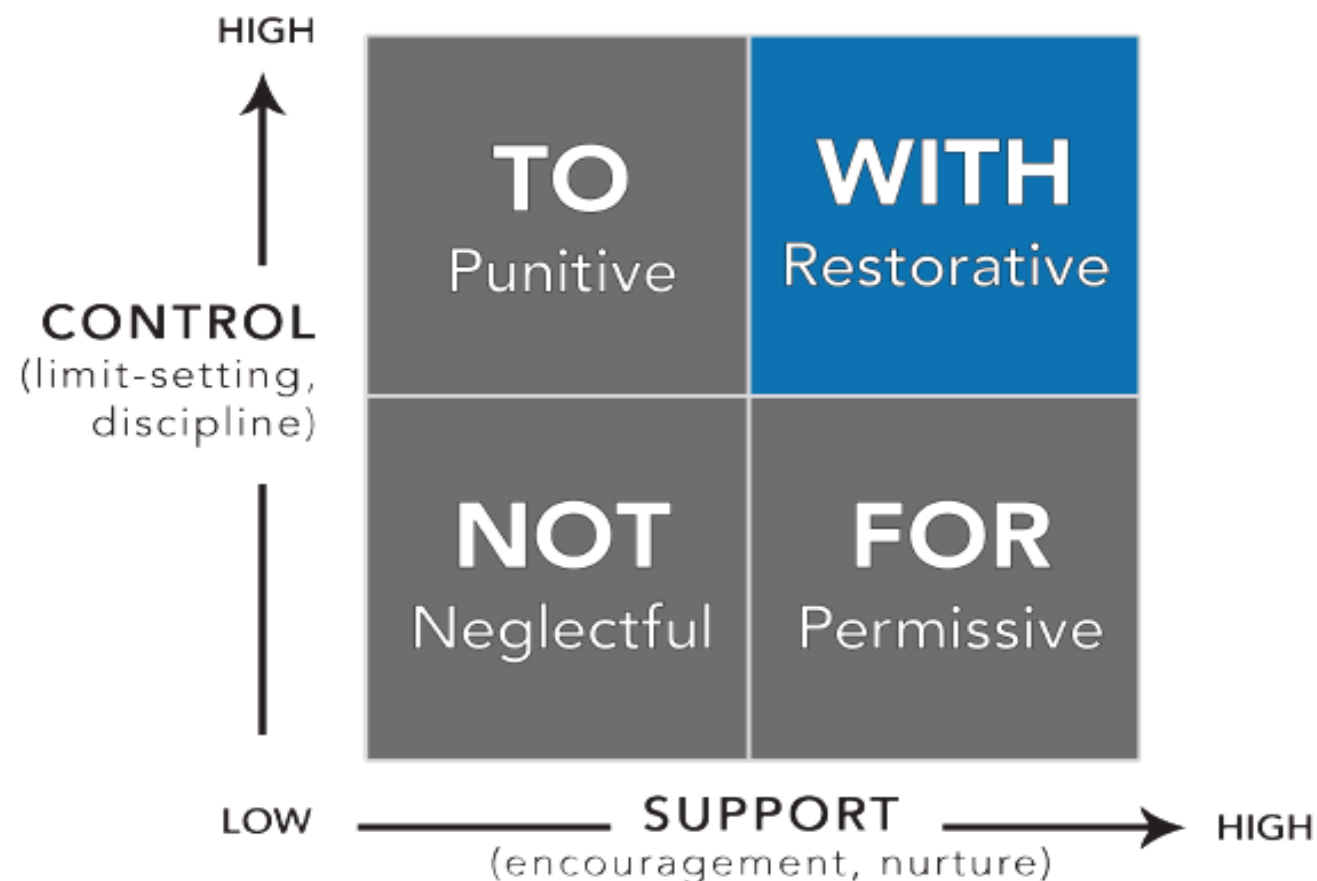 HIGH
TO
Punitive
WITH
Restorative
CONTROL
(limit-setting,
discipline)
NOT
Neglectful
FOR
Permissive
LOW
SUPPORT
(encouragement, nurture)
HIGH